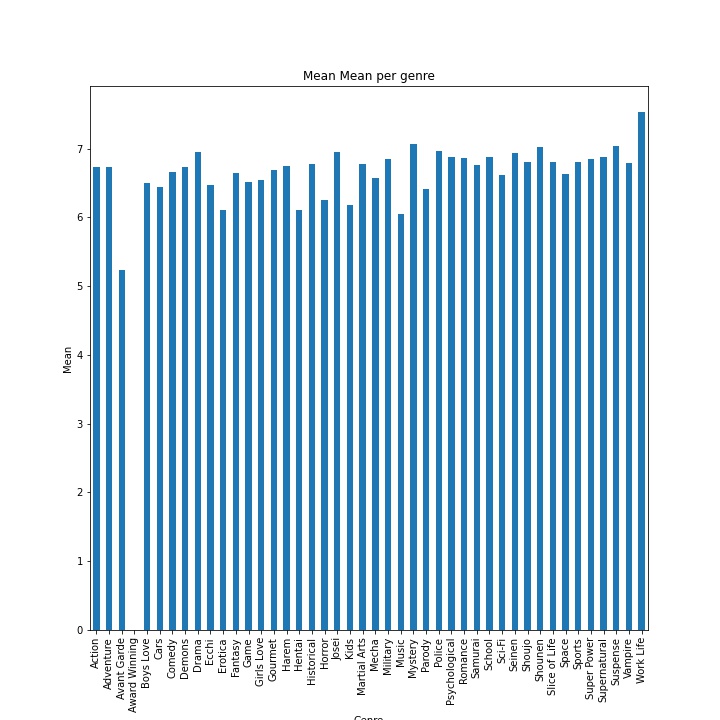 Mean Mean per genre
Mean
7
6
5
4
3
2
1
0
Action
Adventure
Avant Garde
Award Winning
Boys Love
Cars
Comedy
Demons
Drama
Ecchi
Erotica
Fantasy
Game
Girls Love
Gourmet
Harem
Hentai
Historical
Horror
Josei
Kids
Martial Arts
Mecha
Military
Music
Mystery
Parody
Police
Psychological
Romance
Samurai
School
Sci-Fi
Seinen
Shoujo
Shounen
Slice of Life
Space
Sports
Super Power
Supernatural
Suspense
Vampire
Work Life
Genre